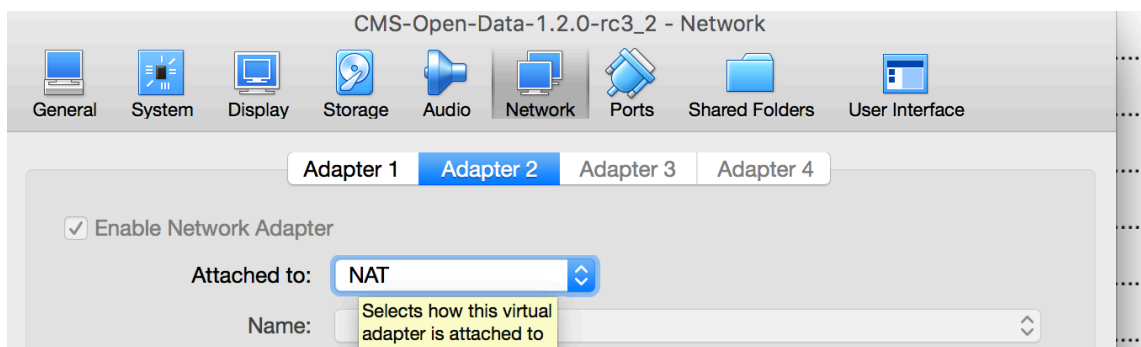 CMS-Open-Data-1.2.0-rc3_2 - Network
General System Display Storage Audio Network Ports Shared Folders User Interface
Adapter 1 Adapter 2 Adapter 3 Adapter 4
Enable Network Adapter
Attached to: NAT
Selects how this virtual
Name: adapter is attached to